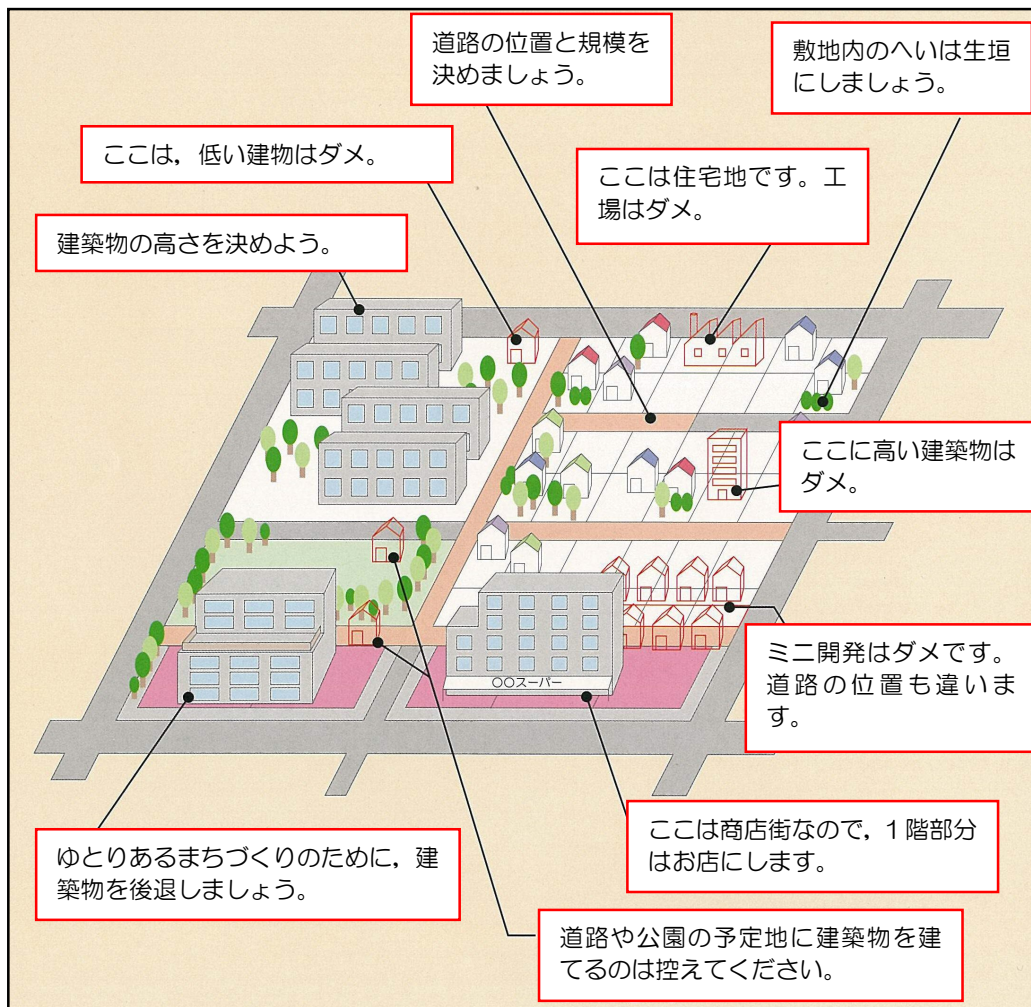 道路の位置と規模を
決めましょう。
敷地内のへいは生垣
にしましょう。
ここは，低い建物はダメ。
ここは住宅地です。工
場はダメ。
建築物の高さを決めよう。
ここに高い建築物は
ダメ。
ミニ開発はダメです。
道路の位置も違いま
す。
〇〇スーパー
ここは商店街なので，１階部分
はお店にします。
ゆとりあるまちづくりのために，建
築物を後退しましょう。
道路や公園の予定地に建築物を建
てるのは控えてください。